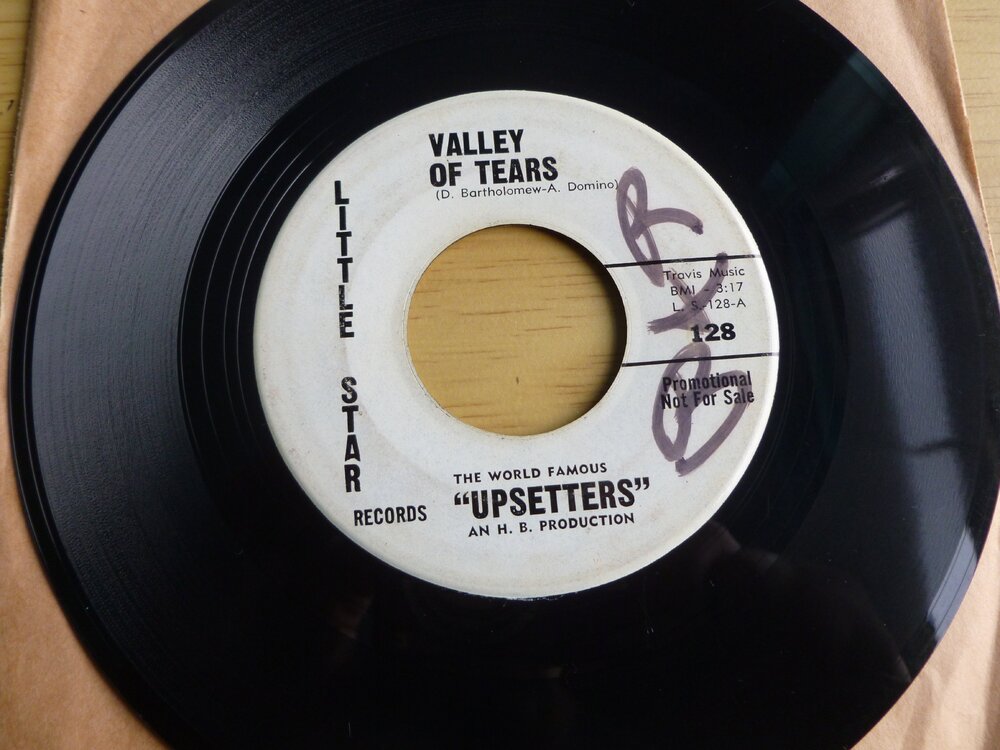 VALLEY
OF TEARS
(D. Bartholomew-A. Domino)
LITTLE STAR
RECORDS
Travis Music
BMI - 3:17
L. S.-128-A
128
Promotional
Not For Sale
THE WORLD FAMOUS
"UPSETTERS"
AN H. B. PRODUCTION